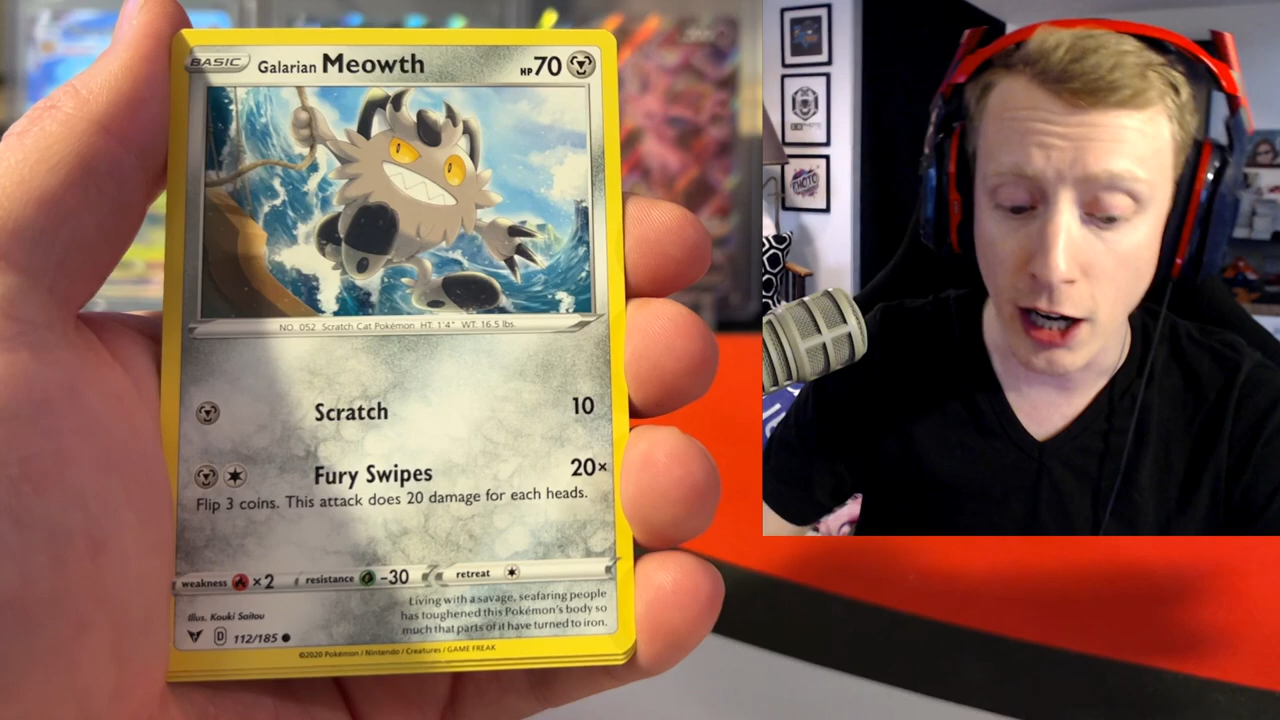 BASIC Galarian Meowth HP 70
NO. 052 Scratch Cat Pokémon HT. 1'4" WT. 16.5 lbs.
Scratch 10
Fury Swipes 20×
Flip 3 coins. This attack does 20 damage for each heads.
weakness ×2 resistance -30 retreat
Illus. Kouki Saitou
Living with a savage, seafaring people
has toughened this Pokémon's body so
much that parts of it have turned to iron.
D 112/185
©2020 Pokémon / Nintendo / Creatures / GAME FREAK
PHOTO